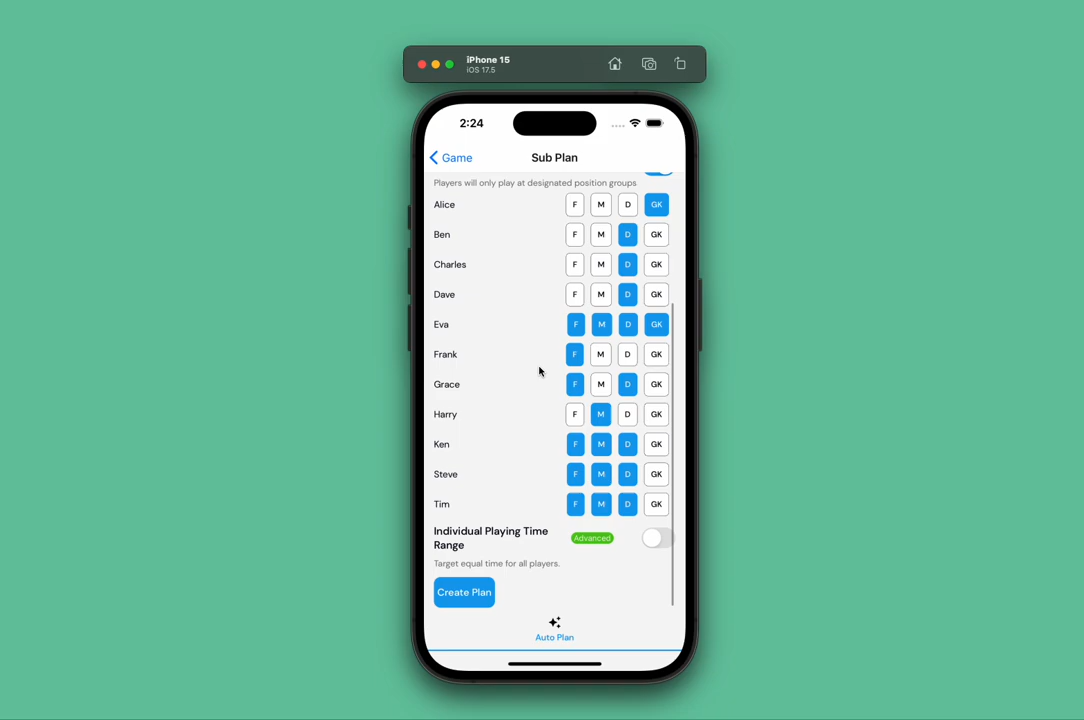 iPhone 15
iOS 17.5
2:24
Game
Sub Plan
Players will only play at designated position groups
Alice F M D GK
Ben F M D GK
Charles F M D GK
Dave F M D GK
Eva F M D GK
Frank F M D GK
Grace F M D GK
Harry F M D GK
Ken F M D GK
Steve F M D GK
Tim F M D GK
Individual Playing Time
Range
Advanced
Target equal time for all players.
Create Plan
Auto Plan